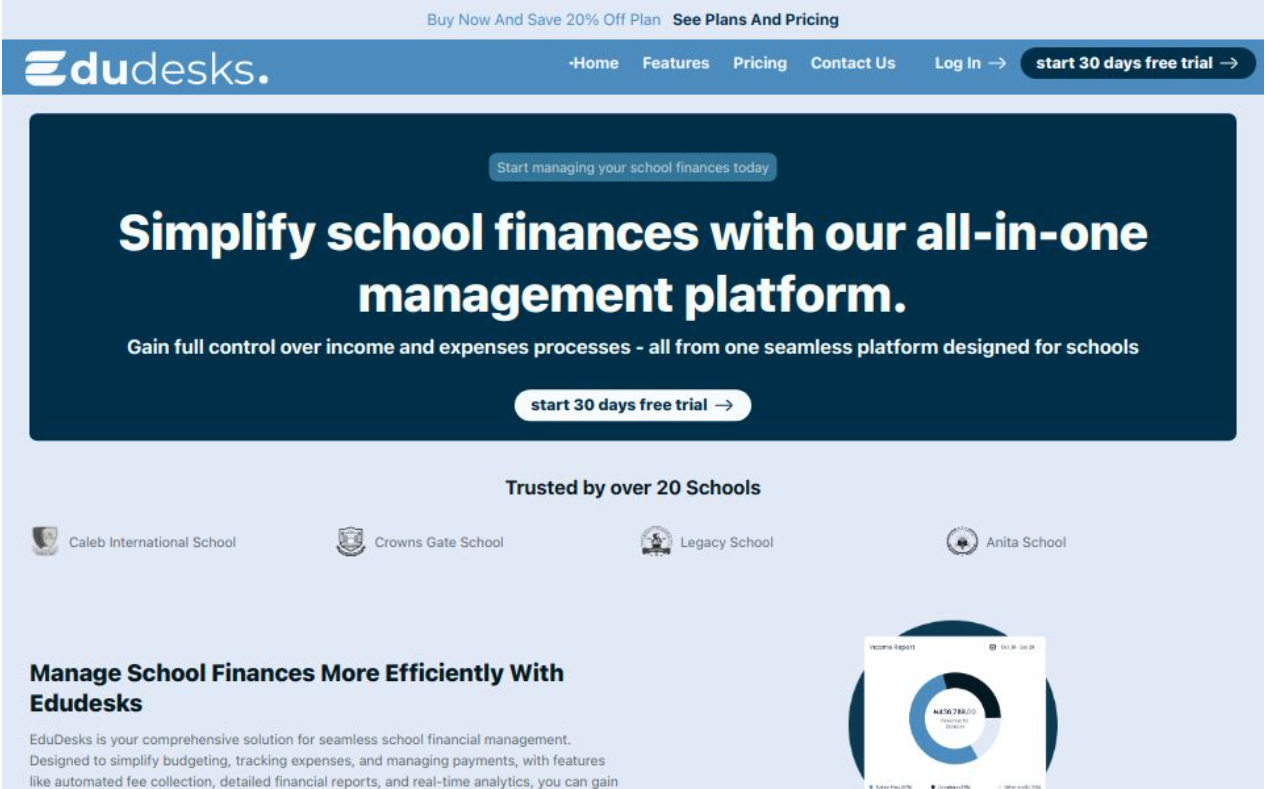 Buy Now And Save 20% Off Plan See Plans And Pricing
Edudesks.
·Home Features Pricing Contact Us Log In → start 30 days free trial →
Start managing your school finances today
Simplify school finances with our all-in-one
management platform.
Gain full control over income and expenses processes - all from one seamless platform designed for schools
start 30 days free trial →
Trusted by over 20 Schools
Caleb International School Crowns Gate School Legacy School Anita School
Manage School Finances More Efficiently With
Edudesks
EduDesks is your comprehensive solution for seamless school financial management.
Designed to simplify budgeting, tracking expenses, and managing payments, with features
like automated fee collection, detailed financial reports, and real-time analytics, you can gain
Income Report
₦456,789.00